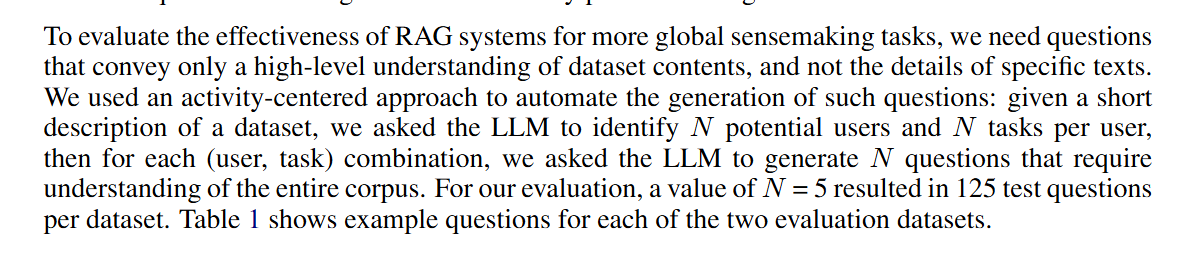 To evaluate the effectiveness of RAG systems for more global sensemaking tasks, we need questions
that convey only a high-level understanding of dataset contents, and not the details of specific texts.
We used an activity-centered approach to automate the generation of such questions: given a short
description of a dataset, we asked the LLM to identify N potential users and N tasks per user,
then for each (user, task) combination, we asked the LLM to generate N questions that require
understanding of the entire corpus. For our evaluation, a value of N = 5 resulted in 125 test questions
per dataset. Table 1 shows example questions for each of the two evaluation datasets.